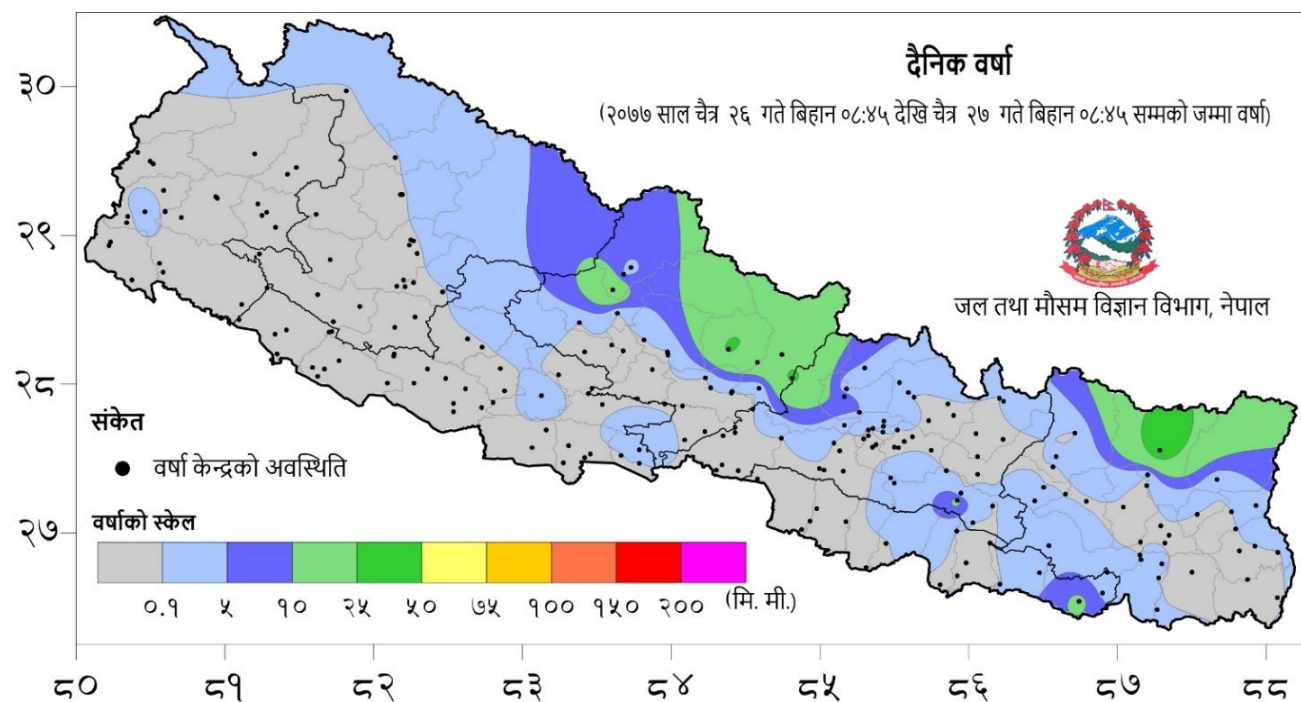 दैनिक वर्षा
(२०७७ साल चैत्र २६ गते बिहान ०८:४५ देखि चैत्र २७ गते बिहान ०८:४५ सम्मको जम्मा वर्षा)
जल तथा मौसम विज्ञान विभाग, नेपाल
३०
२९
२८
२७
संकेत
वर्षा केन्द्रको अवस्थिति
वर्षाको स्केल
०.१ ५ १० २५ ५० ७५ १०० १५० २०० (मि. मी.)
८० ८१ ८२ ८३ ८४ ८५ ८६ ८७ ८८